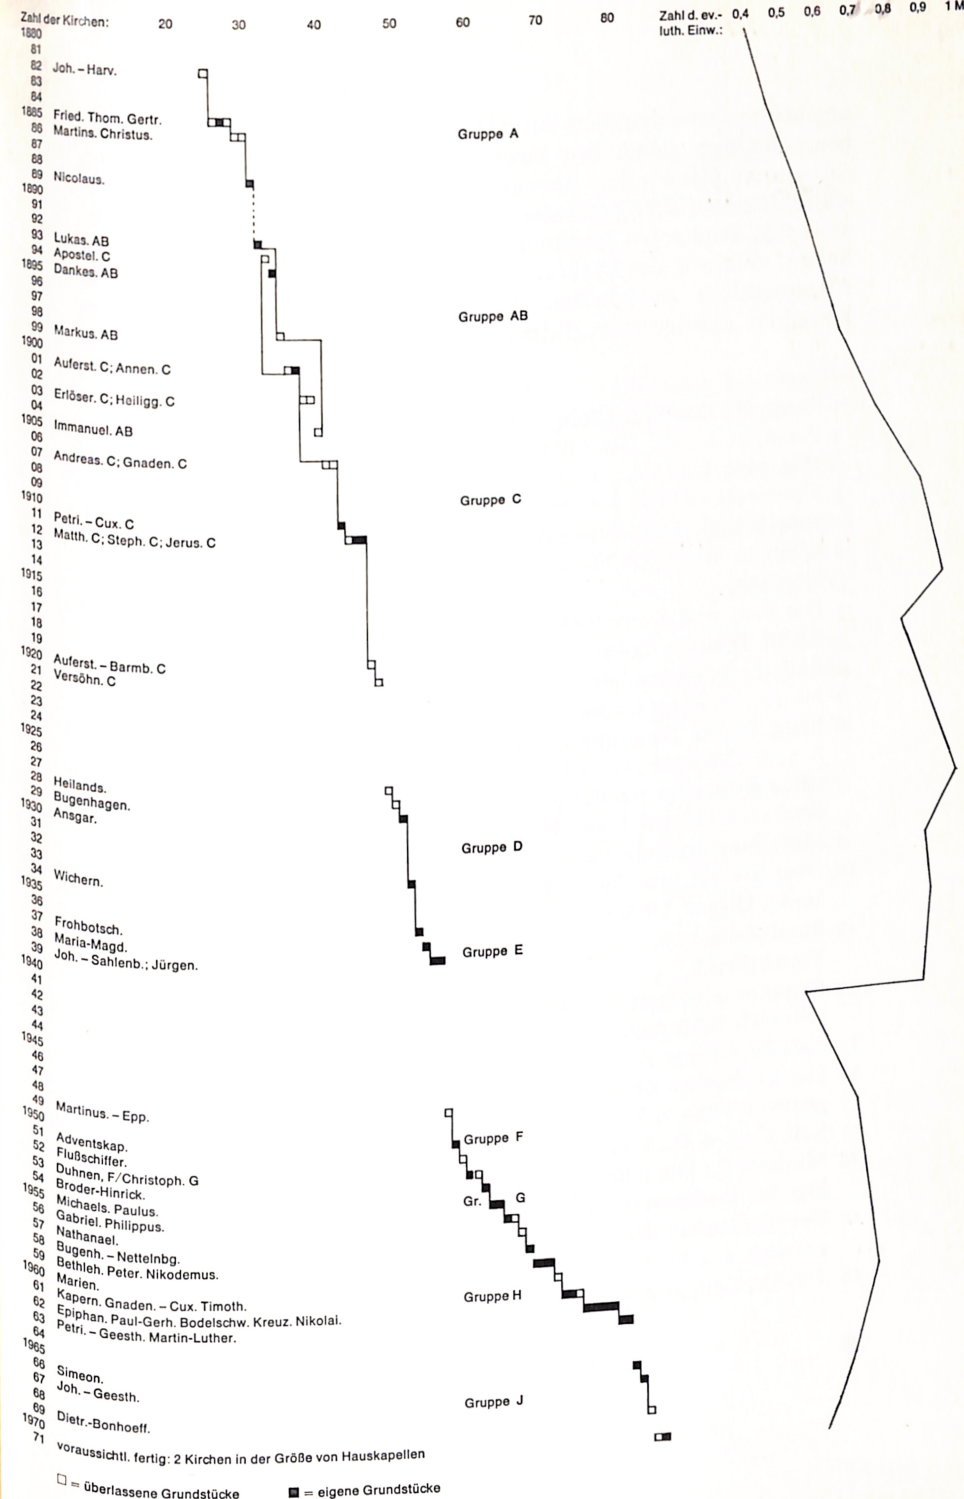 Zahl der Kirchen: 20 30 40 50 60 70 80 Zahl d. ev.- luth. Einw.: 0,4 0,5 0,6 0,7 0,8 0,9 1 M
1880
81
82 Joh. – Harv.
83
84
1885 Fried. Thom. Gertr.
86 Martins. Christus. Gruppe A
87
88
89 Nicolaus.
1890
91
92
93 Lukas. AB
94 Apostel. C
1895 Dankes. AB
96
97
98 Gruppe AB
99 Markus. AB
1900
01 Auferst. C; Annen. C
02
03 Erlöser. C; Heiligg. C
04
1905 Immanuel. AB
06
07 Andreas. C; Gnaden. C
08
09
1910 Gruppe C
11 Petri. – Cux. C
12 Matth. C; Steph. C; Jerus. C
13
14
1915
16
17
18
19
1920 Auferst. – Barmb. C
21 Versöhn. C
22
23
24
1925
26
27
28 Heilands.
29 Bugenhagen.
1930 Ansgar.
31
32 Gruppe D
33
34 Wichern.
1935
36
37 Frohbotsch.
38 Maria-Magd.
39 Joh. – Sahlenb.; Jürgen. Gruppe E
1940
41
42
43
44
1945
46
47
48
49 Martinus. – Epp.
1950
51 Adventskap. Gruppe F
52 Flußschiffer.
53 Duhnen, F/Christoph. G
54 Broder-Hinrick.
1955 Michaels. Paulus. Gr. G
56 Gabriel. Philippus.
57 Nathanael.
58 Bugenh. – Nettelnbg.
59 Bethleh. Peter. Nikodemus.
1960 Marien.
61 Kapern. Gnaden. – Cux. Timoth. Gruppe H
62 Epiphan. Paul-Gerh. Bodelschw. Kreuz. Nikolai.
63 Petri. – Geesth. Martin-Luther.
64
1965
66 Simeon.
67 Joh. – Geesth.
68 Gruppe J
69 Dietr.-Bonhoeff.
1970
71 voraussichtl. fertig: 2 Kirchen in der Größe von Hauskapellen
= überlassene Grundstücke = eigene Grundstücke